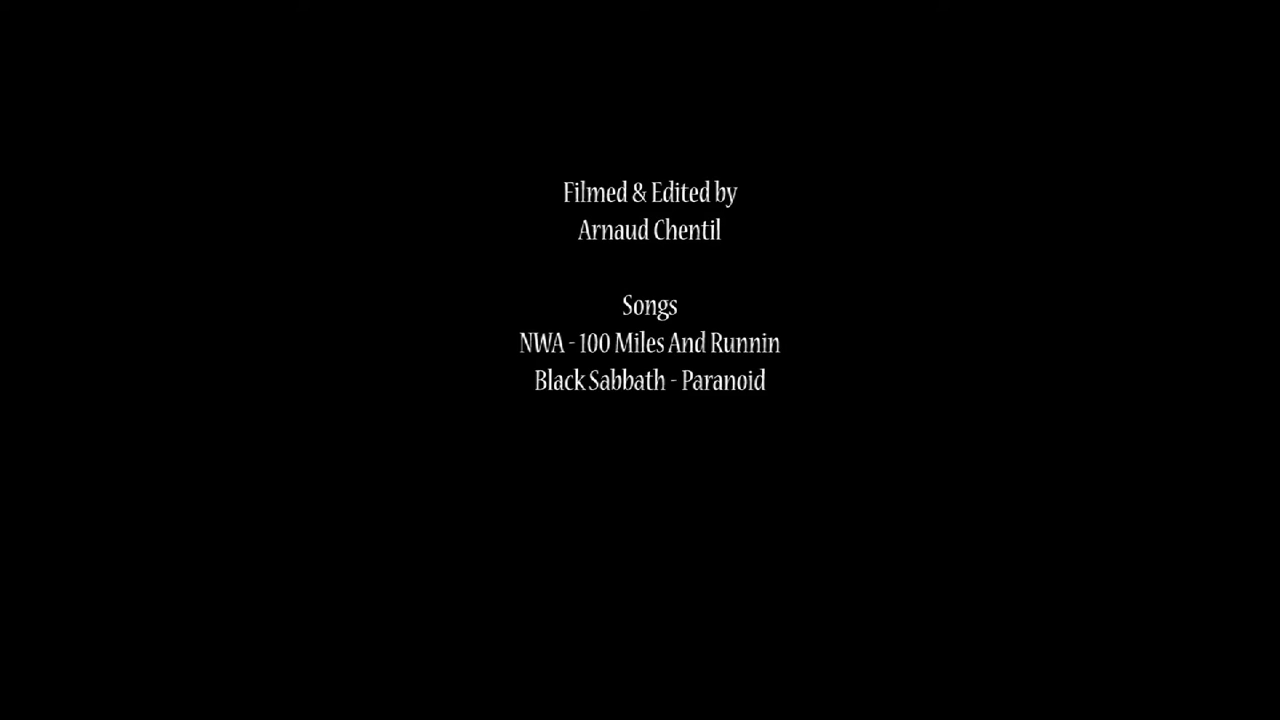 Filmed & Edited by
Arnaud Chentil
Songs
NWA - 100 Miles And Runnin
Black Sabbath - Paranoid